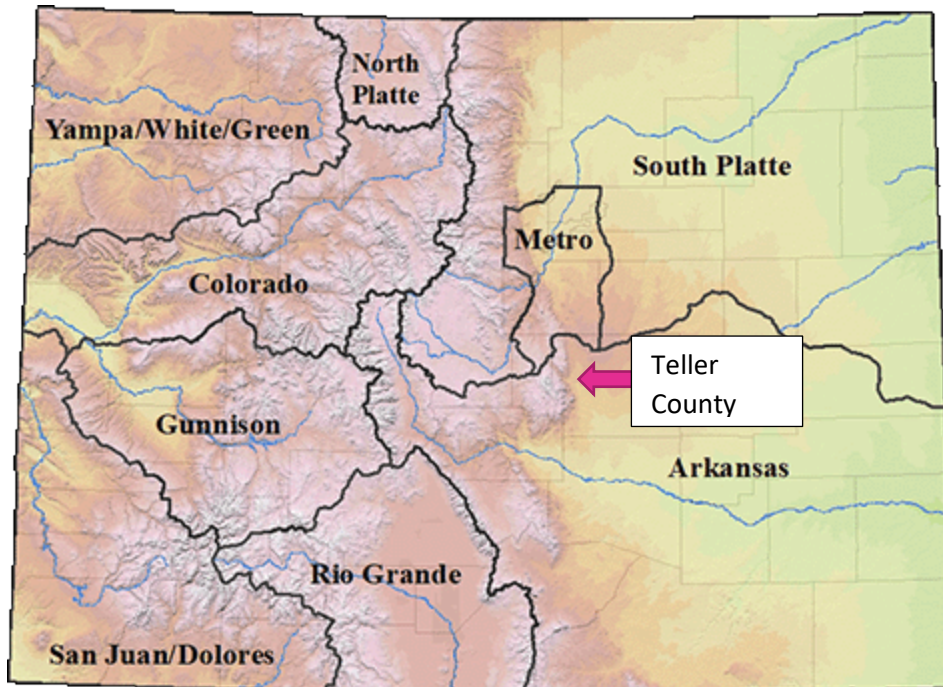 North
Platte
Yampa/White/Green
South Platte
Metro
Colorado
Teller
County
Gunnison
Arkansas
Rio Grande
San Juan/Dolores